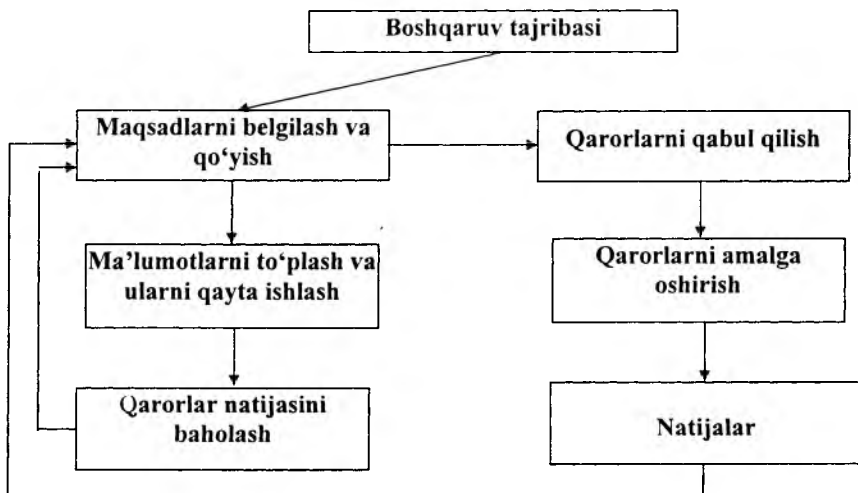 Boshqaruv tajribasi
Maqsadlarni belgilash va
qo‘yish
Qarorlarni qabul qilish
Ma’lumotlarni to‘plash va
ularni qayta ishlash
Qarorlarni amalga
oshirish
Qarorlar natijasini
baholash
Natijalar